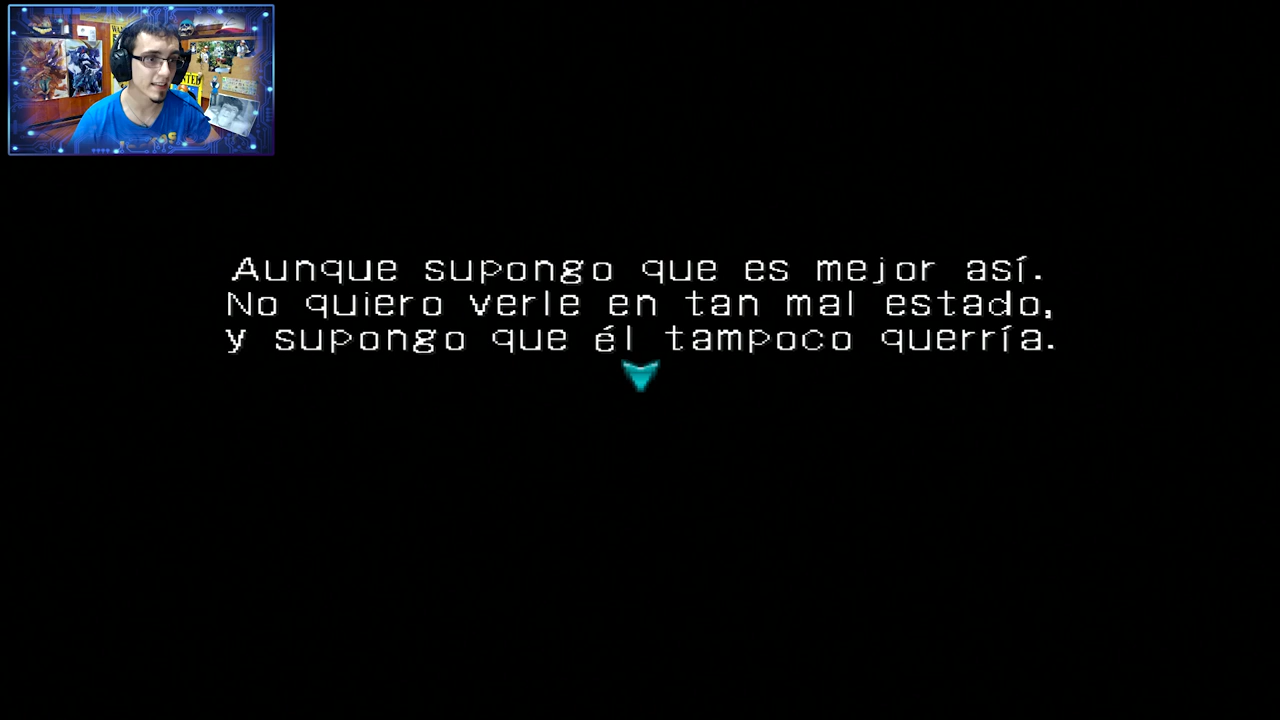 Aunque supongo que es mejor así.
No quiero verle en tan mal estado,
y supongo que él tampoco querría.